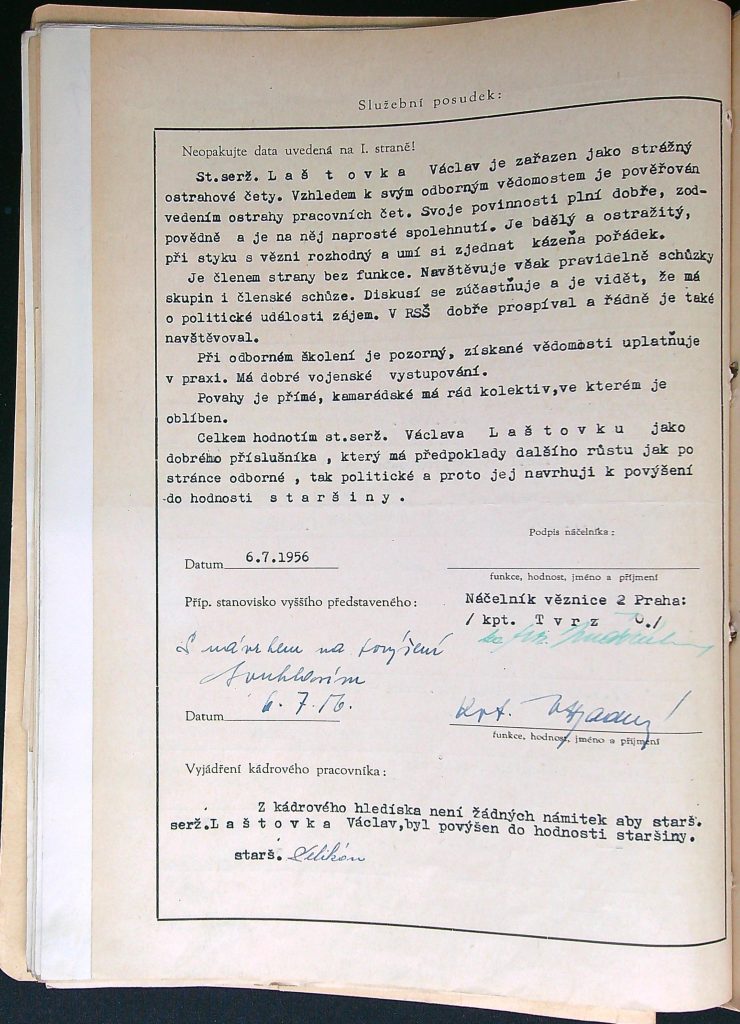 Služební posudek:
Neopakujte data uvedená na I. straně!
St.serž. L a š t o v k a Václav je zařazen jako strážný
ostrahové čety. Vzhledem k svým odborným vědomostem je pověřován
vedením ostrahy pracovních čet. Svoje povinnosti plní dobře, zod-
povědně a je na něj naprosté spolehnutí. Je bdělý a ostražitý,
při styku s vězni rozhodný a umí si zjednat kázeňa pořádek.
Je členem strany bez funkce. Navštěvuje však pravidelně schůzky
skupin i členské schůze. Diskusí se zúčastňuje a je vidět, že má
o politické události zájem. V RSŠ dobře prospíval a řádně je také
navštěvoval.
Při odborném školení je pozorný, získané vědomosti uplatňuje
v praxi. Má dobré vojenské vystupování.
Povahy je přímé, kamarádské má rád kolektiv,ve kterém je
oblíben.
Celkem hodnotím st.serž. Václava L a š t o v k u jako
dobrého příslušníka , který má předpoklady dalšího růstu jak po
stránce odborné , tak politické a proto jej navrhuji k povýšení
do hodnosti s t a r š i n y .
Podpis náčelníka:
Datum 6.7.1956
funkce, hodnost, jméno a příjmení
Příp. stanovisko vyššího představeného:
Náčelník věznice 2 Praha:
/ kpt. T v r z /
S návrhem na povýšení
souhlasím
6. 7. 56.
Datum
Kpt.
funkce, hodnost, jméno a příjmení
Vyjádření kádrového pracovníka:
Z kádrového hlediska není žádných námitek aby starš.
serž.L a š t o v k a Václav,byl povýšen do hodnosti staršiny.
starš.